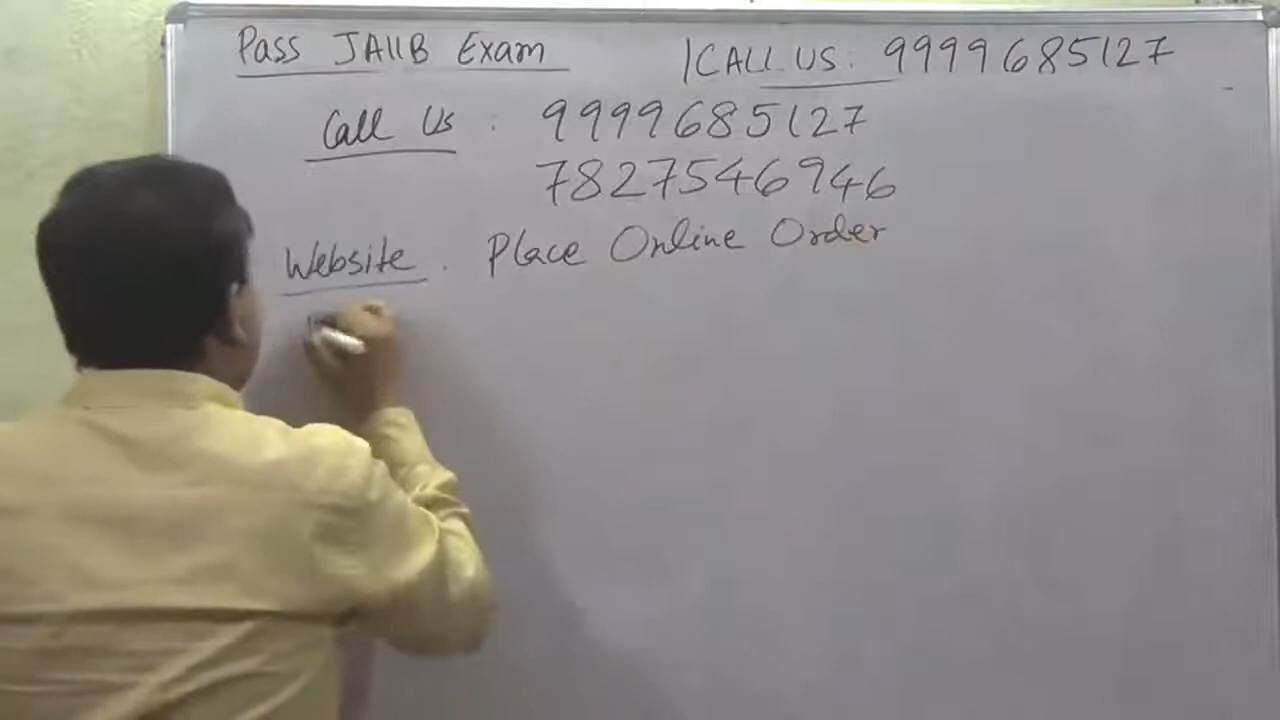 Pass JAIIB Exam | CALL US: 9999685127
Call Us : 9999685127
7827546946
Website. Place Online Order